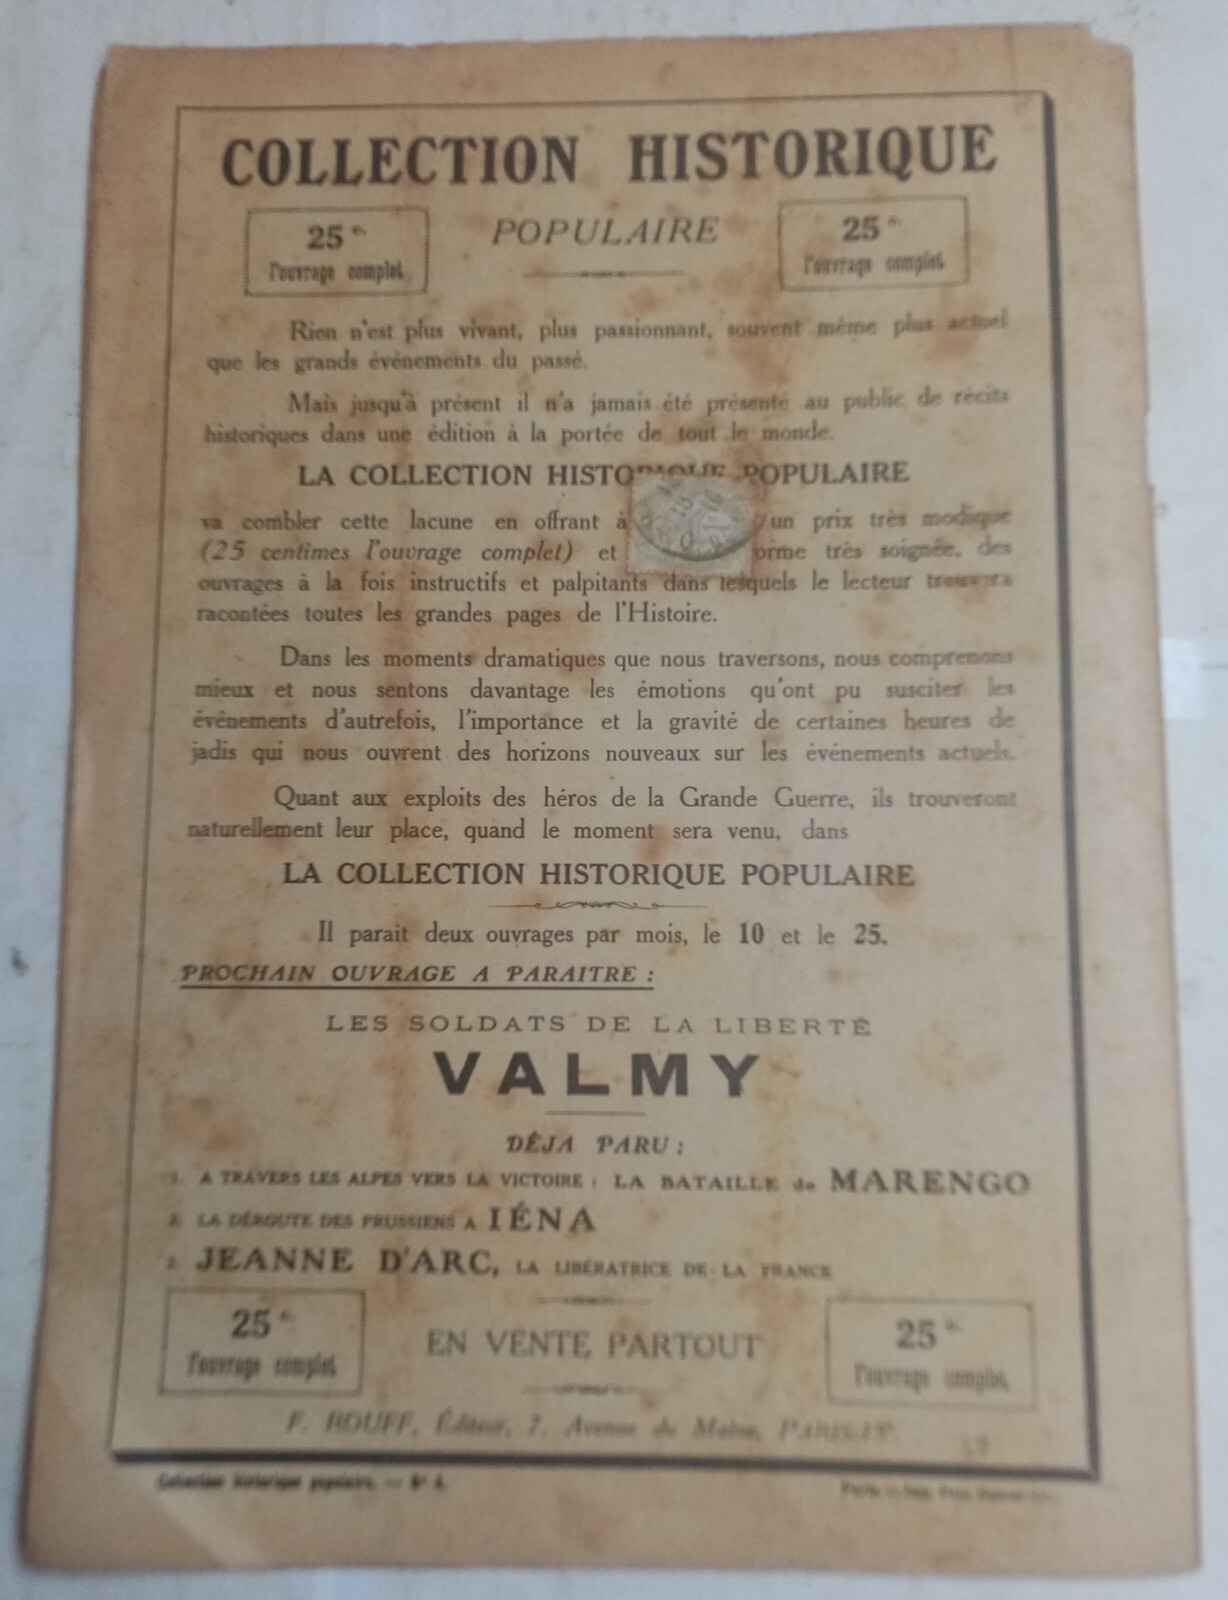 COLLECTION HISTORIQUE
POPULAIRE
25 cs
l'ouvrage complet
25 cs
l'ouvrage complet
Rien n'est plus vivant, plus passionnant, souvent même plus actuel
que les grands évènements du passé.
Mais jusqu'à présent il n'a jamais été présenté au public de récits
historiques dans une édition à la portée de tout le monde.
LA COLLECTION HISTORIQUE POPULAIRE
va combler cette lacune en offrant à un prix très modique
(25 centimes l'ouvrage complet) et orme très soignée, des
ouvrages à la fois instructifs et palpitants dans lesquels le lecteur trouvera
racontées toutes les grandes pages de l'Histoire.
Dans les moments dramatiques que nous traversons, nous comprenons
mieux et nous sentons davantage les émotions qu'ont pu susciter les
événements d'autrefois, l'importance et la gravité de certaines heures de
jadis qui nous ouvrent des horizons nouveaux sur les événements actuels.
Quant aux exploits des héros de la Grande Guerre, ils trouveront
naturellement leur place, quand le moment sera venu, dans
LA COLLECTION HISTORIQUE POPULAIRE
Il parait deux ouvrages par mois, le 10 et le 25.
PROCHAIN OUVRAGE A PARAITRE :
LES SOLDATS DE LA LIBERTÉ
VALMY
DÉJA PARU :
1. A TRAVERS LES ALPES VERS LA VICTOIRE : LA BATAILLE de MARENGO
2. LA DÉROUTE DES PRUSSIENS A IÉNA
3. JEANNE D'ARC, LA LIBÉRATRICE DE LA FRANCE
25 cs
l'ouvrage complet
EN VENTE PARTOUT
25 cs
l'ouvrage complet
F. ROUFF, Éditeur, 7, Avenue du Maine, PARIS-15e
Collection historique populaire. — N° 4.